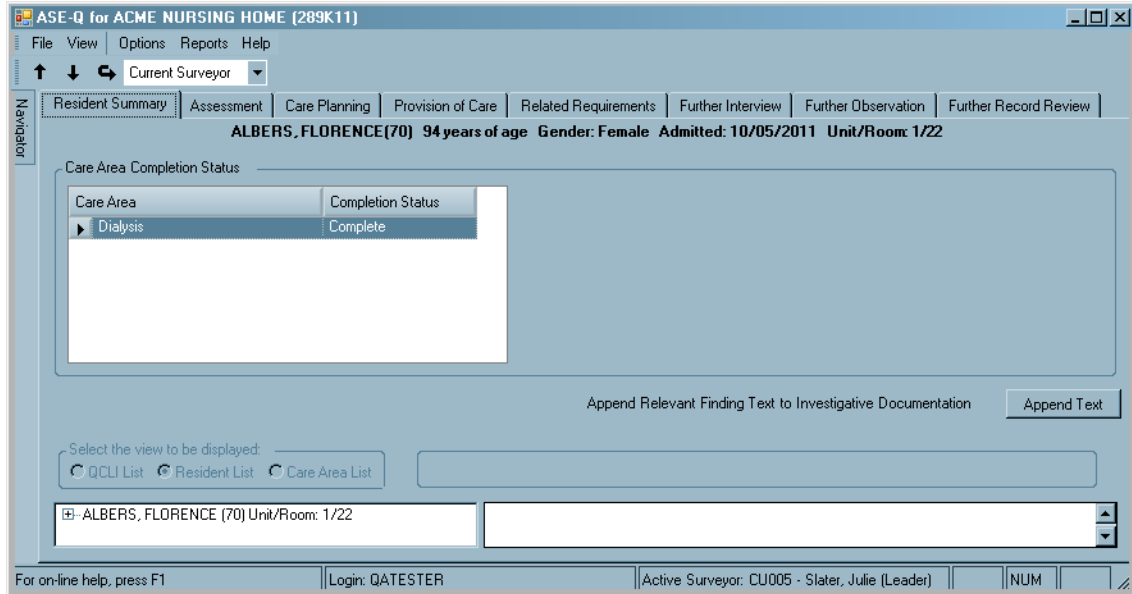 ASE-Q for ACME NURSING HOME (289K11)
File View Options Reports Help
Current Surveyor
Navigator
Resident Summary Assessment Care Planning Provision of Care Related Requirements Further Interview Further Observation Further Record Review
ALBERS, FLORENCE(70) 94 years of age Gender: Female Admitted: 10/05/2011 Unit/Room: 1/22
Care Area Completion Status
Care Area Completion Status
Dialysis Complete
Append Relevant Finding Text to Investigative Documentation Append Text
Select the view to be displayed:
QCLI List Resident List Care Area List
ALBERS, FLORENCE (70) Unit/Room: 1/22
For on-line help, press F1 Login: QATESTER Active Surveyor: CU005 - Slater, Julie (Leader) NUM